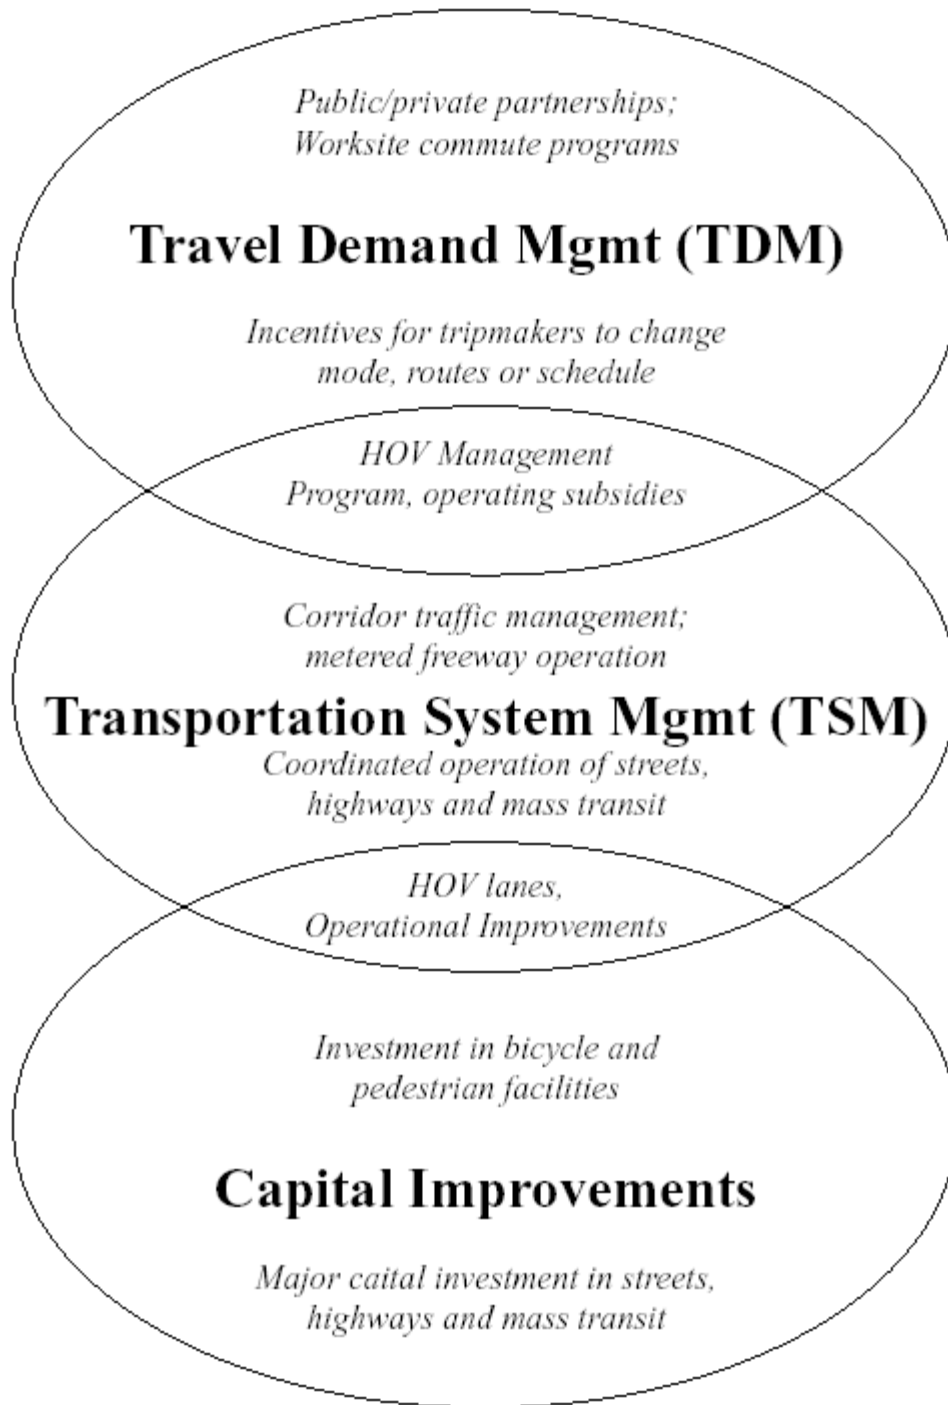 Public/private partnerships;
Worksite commute programs
Travel Demand Mgmt (TDM)
Incentives for tripmakers to change
mode, routes or schedule
HOV Management
Program, operating subsidies
Corridor traffic management;
metered freeway operation
Transportation System Mgmt (TSM)
Coordinated operation of streets,
highways and mass transit
HOV lanes,
Operational Improvements
Investment in bicycle and
pedestrian facilities
Capital Improvements
Major caital investment in streets,
highways and mass transit